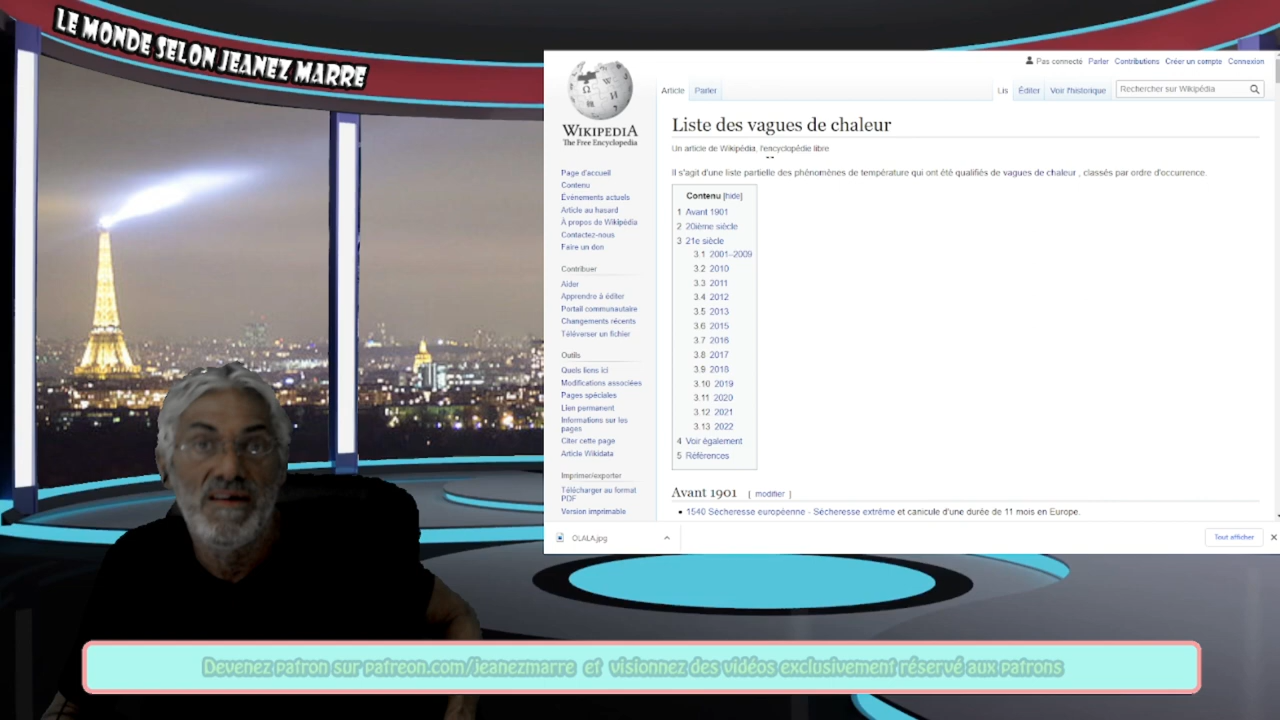 LE MONDE SELON JEANEZ MARRE
Pas connecté Parler Contributions Créer un compte Connexion
Article Parler Lis Éditer Voir l'historique Rechercher sur Wikipédia
WIKIPEDIA
The Free Encyclopedia
Liste des vagues de chaleur
Un article de Wikipédia, l'encyclopédie libre
Il s'agit d'une liste partielle des phénomènes de température qui ont été qualifiés de vagues de chaleur , classés par ordre d'occurrence.
Page d'accueil
Contenu
Événements actuels
Article au hasard
À propos de Wikipédia
Contactez-nous
Faire un don
Contribuer
Aider
Apprendre à éditer
Portail communautaire
Changements récents
Téléverser un fichier
Outils
Quels liens ici
Modifications associées
Pages spéciales
Lien permanent
Informations sur les
pages
Citer cette page
Article Wikidata
Imprimer/exporter
Télécharger au format
PDF
Version imprimable
Contenu [hide]
1 Avant 1901
2 20ième siècle
3 21e siècle
3.1 2001–2009
3.2 2010
3.3 2011
3.4 2012
3.5 2013
3.6 2015
3.7 2016
3.8 2017
3.9 2018
3.10 2019
3.11 2020
3.12 2021
3.13 2022
4 Voir également
5 Références
Avant 1901 [ modifier ]
• 1540 Sécheresse européenne - Sécheresse extrême et canicule d'une durée de 11 mois en Europe.
OLALA.jpg
Tout afficher
Devenez patron sur patreon.com/jeanezmarre et visionnez des vidéos exclusivement réservé aux patrons